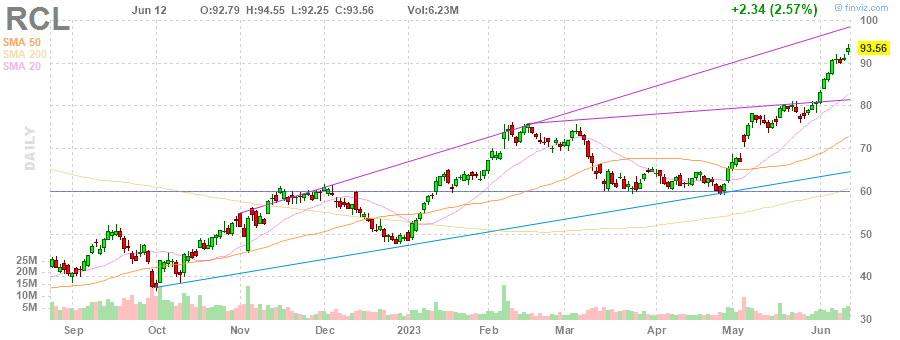 RCL
Jun 12 O:92.79 H:94.55 L:92.25 C:93.56 Vol:6.23M +2.34 (2.57%) finviz.com
SMA 50
SMA 200
SMA 20
DAILY
100
93.56
90
80
70
60
50
40
30
25M
20M
15M
10M
5M
Sep Oct Nov Dec 2023 Feb Mar Apr May Jun